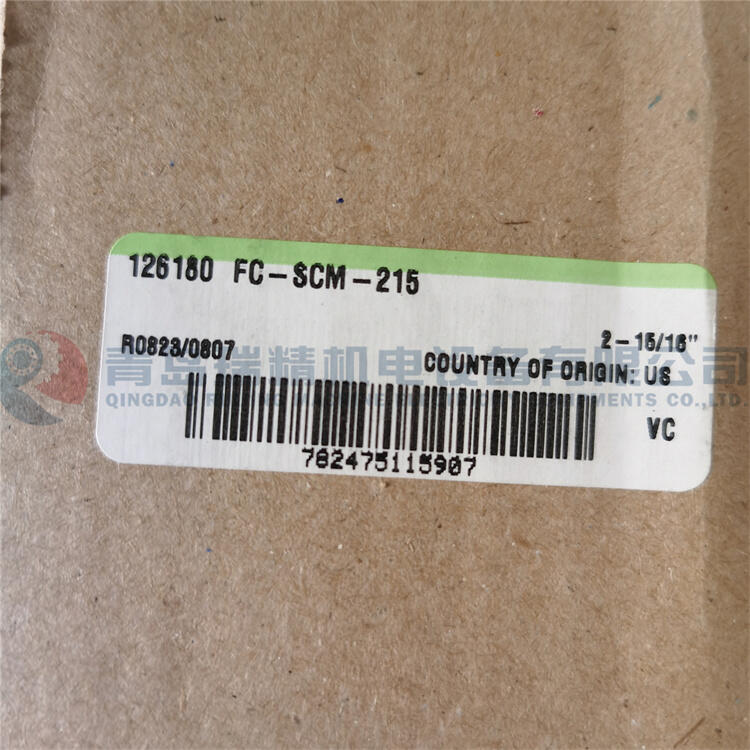 126180 FC-SCM-215
R0823/0807
2-15/16"
COUNTRY OF ORIGIN: US
VC
782475115907
青岛瑞精机电设备有限公司